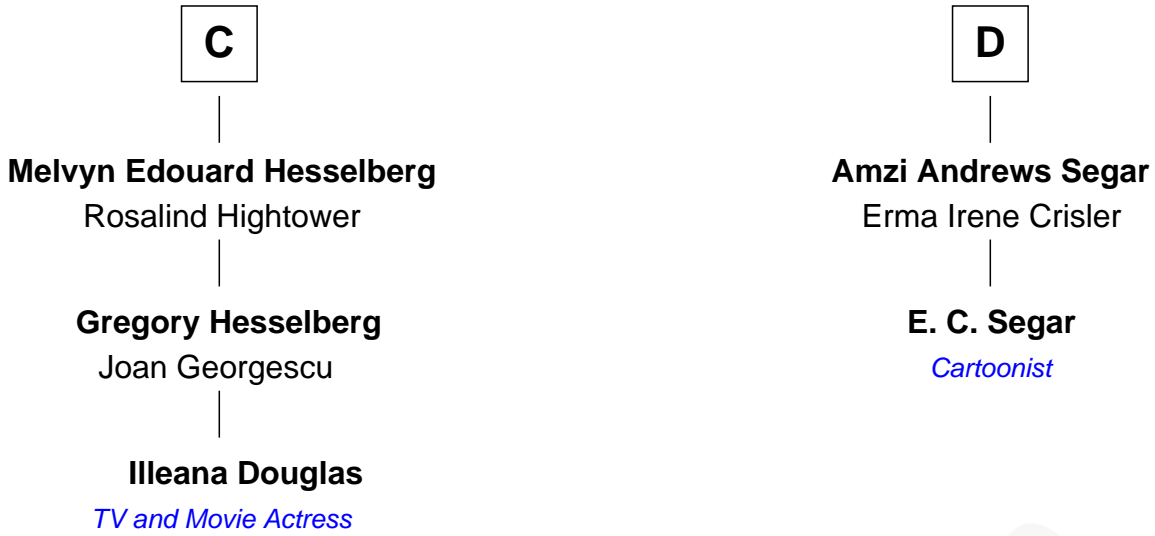 C
Melvyn Edouard Hesselberg
Rosalind Hightower
Gregory Hesselberg
Joan Georgescu
Illeana Douglas
TV and Movie Actress
D
Amzi Andrews Segar
Erma Irene Crisler
E. C. Segar
Cartoonist